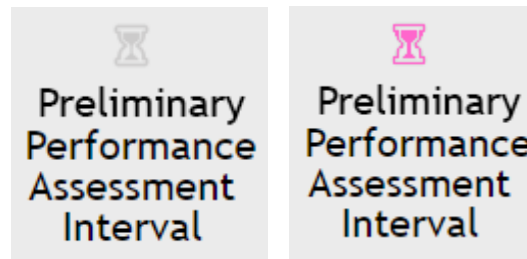 Preliminary
Performance
Assessment
Interval
Preliminary
Performance
Assessment
Interval